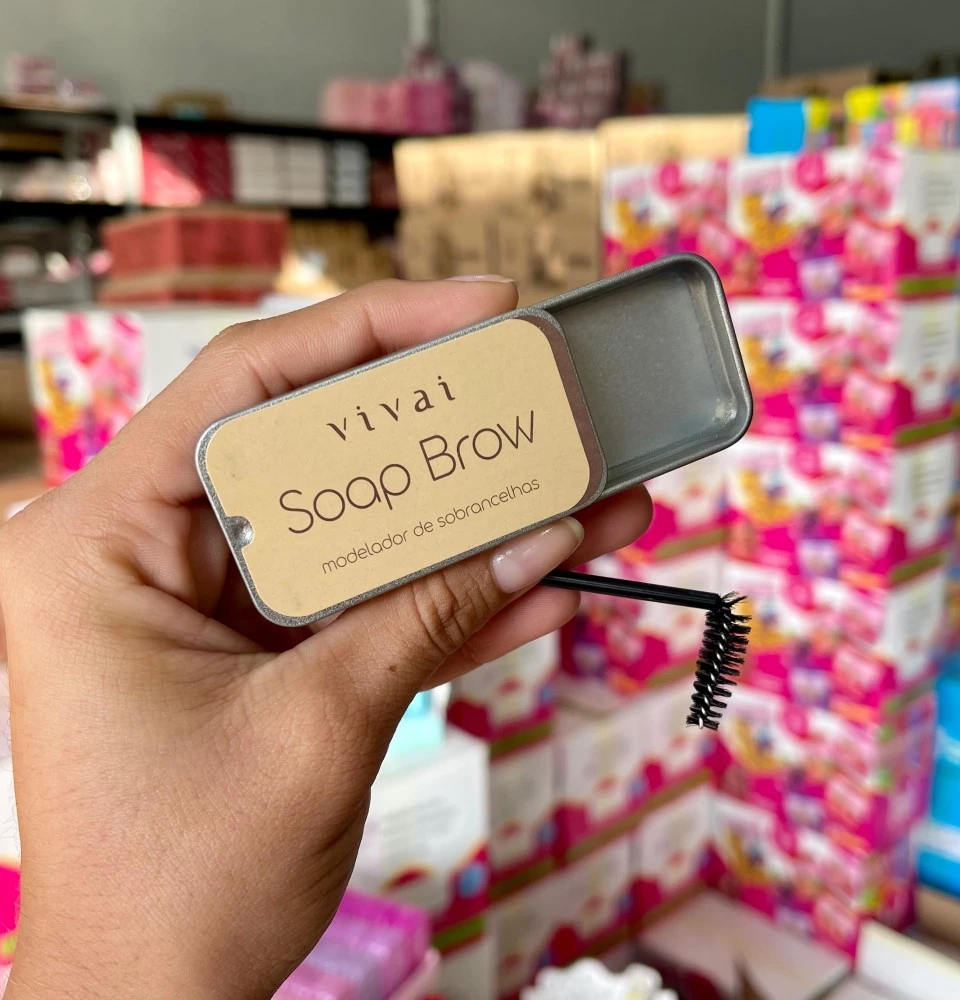 vivai
Soap Brow
modelador de sobrancelhas